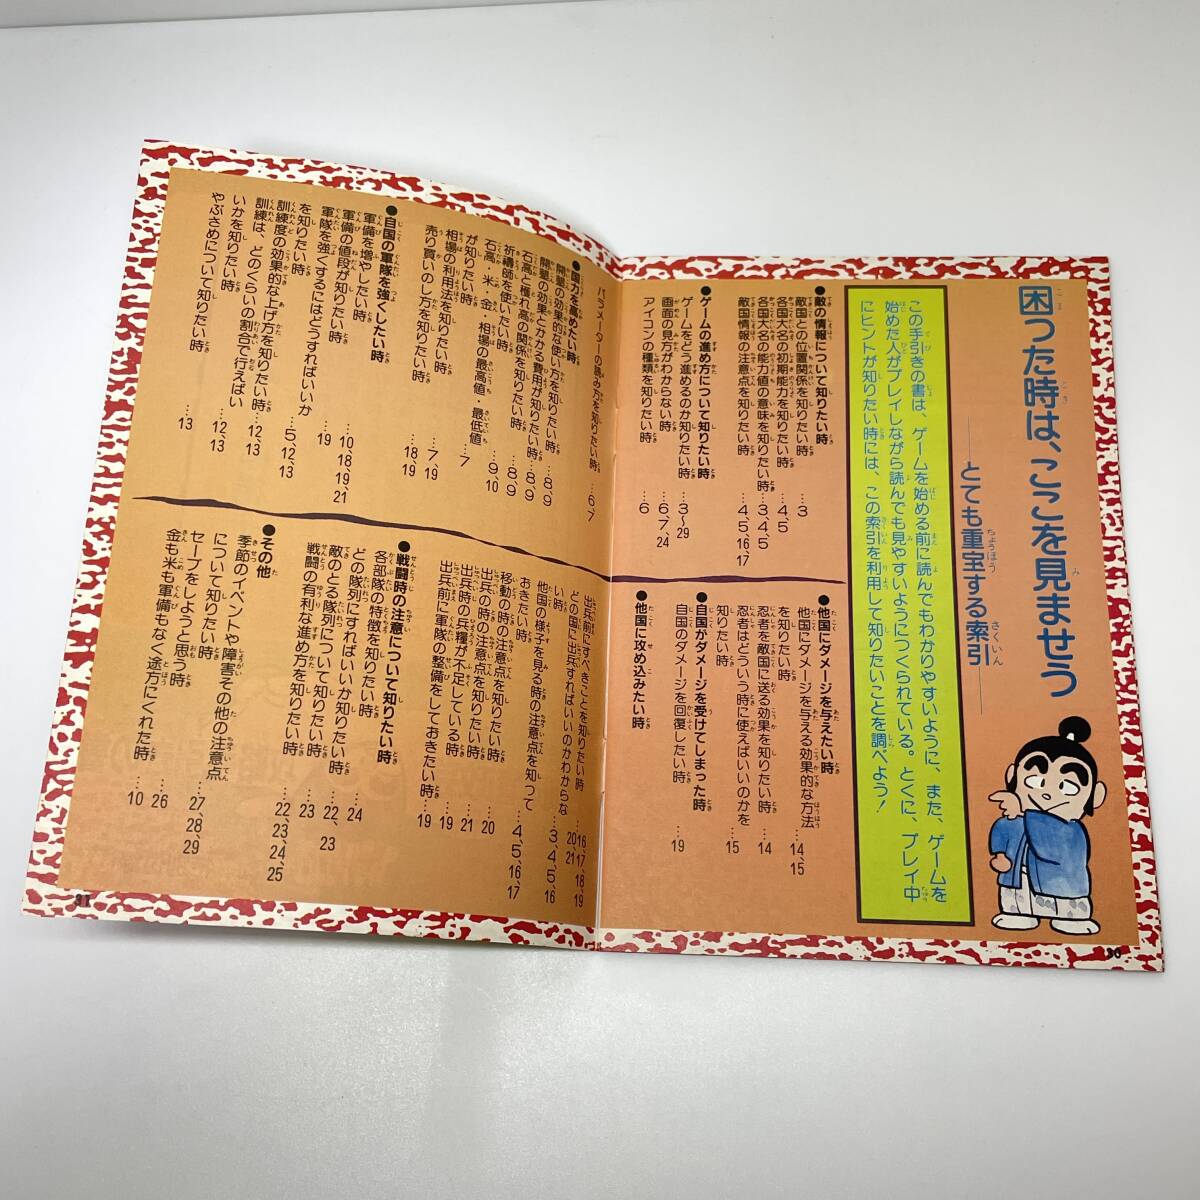 困った時は、ここを見ませう
―とても重宝する索引―
この手引きの書は、ゲームを始める前に読んでもわかりやすいように、また、ゲームを
始めた人がプレイしながら読んでも見やすいようにつくられている。とくに、プレイ中
にヒントが知りたい時には、この索引を利用して知りたいことを調べよう!
●敵の情報について知りたい時
敵国との位置関係を知りたい時…3
各国大名の初期能力を知りたい時…4、5
各国大名の能力値の意味を知りたい時…3、4、5
敵国情報の注意点を知りたい時…4、5、16、17
●ゲームの進め方について知りたい時
ゲームをどう進めるのか知りたい時…3〜29
画面の見方がわからない時…6、7、24
アイコンの種類を知りたい時…6
●他国にダメージを与えたい時
他国にダメージを与える効果的な方法
を知りたい時…14、15
忍者を敵国に送る効果を知りたい時…14
忍者はどういう時に使えばいいのかを
知りたい時…15
●自国がダメージを受けてしまった時
自国のダメージを回復したい時…19
●他国に攻め込みたい時
30
パラメーターの読み方を知りたい時…6、7
●国力を高めたい時
開墾の効果的な使い方を知りたい時…8、9
開墾の効果とかかる費用が知りたい時…8、9
石高と穫れ高の関係を知りたい時…8、9
祈禱師を使いたい時…9、10
石高・米・金・相場の最高値・最低値
が知りたい時…7
相場の利用法を知りたい時…7、19
売り買いのし方を知りたい時…18、19
●自国の軍隊を強くしたい時
軍備を増やしたい時…10、18、19、21
軍備の値段が知りたい時…19
軍隊を強くするにはどうすればいいか
を知りたい時…5、12、13
訓練度の効果的な上げ方を知りたい時…12、13
訓練は、どのくらいの割合で行えばい
いかを知りたい時…12、13
やぶさめについて知りたい時…13
出兵前にすべきことを知りたい時…16、17、18、19
どの国に出兵すればいいのかわからな
い時…3、4、5、16
他国の様子を見る時の注意点を知って
おきたい時…4、5、16、17
移動の時の注意点を知りたい時…20
出兵の時の注意点を知りたい時…21
出兵時の兵糧が不足している時…19
出兵前に軍隊の整備をしておきたい時…19
●戦闘時の注意について知りたい時
各部隊の特徴を知りたい時…24
どの隊列にすればいいか知りたい時…22、23
敵のとる隊列について知りたい時…23
戦闘の有利な進め方を知りたい時…22、23、24、25
●その他
季節のイベントや障害その他の注意点
について知りたい時…27、28、29
セーブをしようと思う時…26
金も米も軍備もなく途方にくれた時…10
31